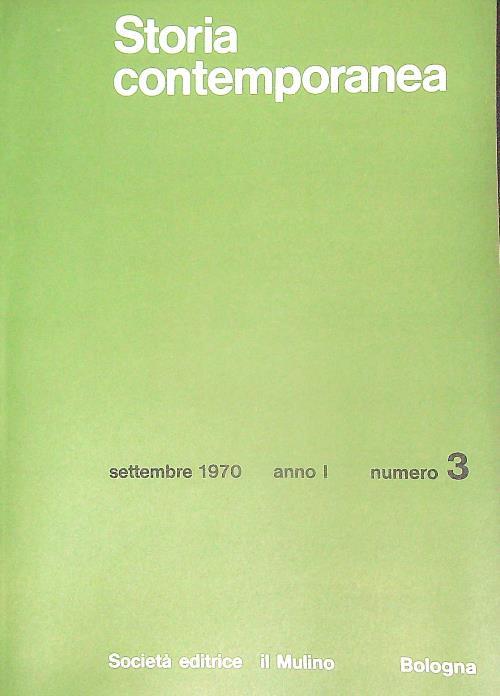 Storia
contemporanea
settembre 1970 anno I numero 3
Società editrice il Mulino Bologna